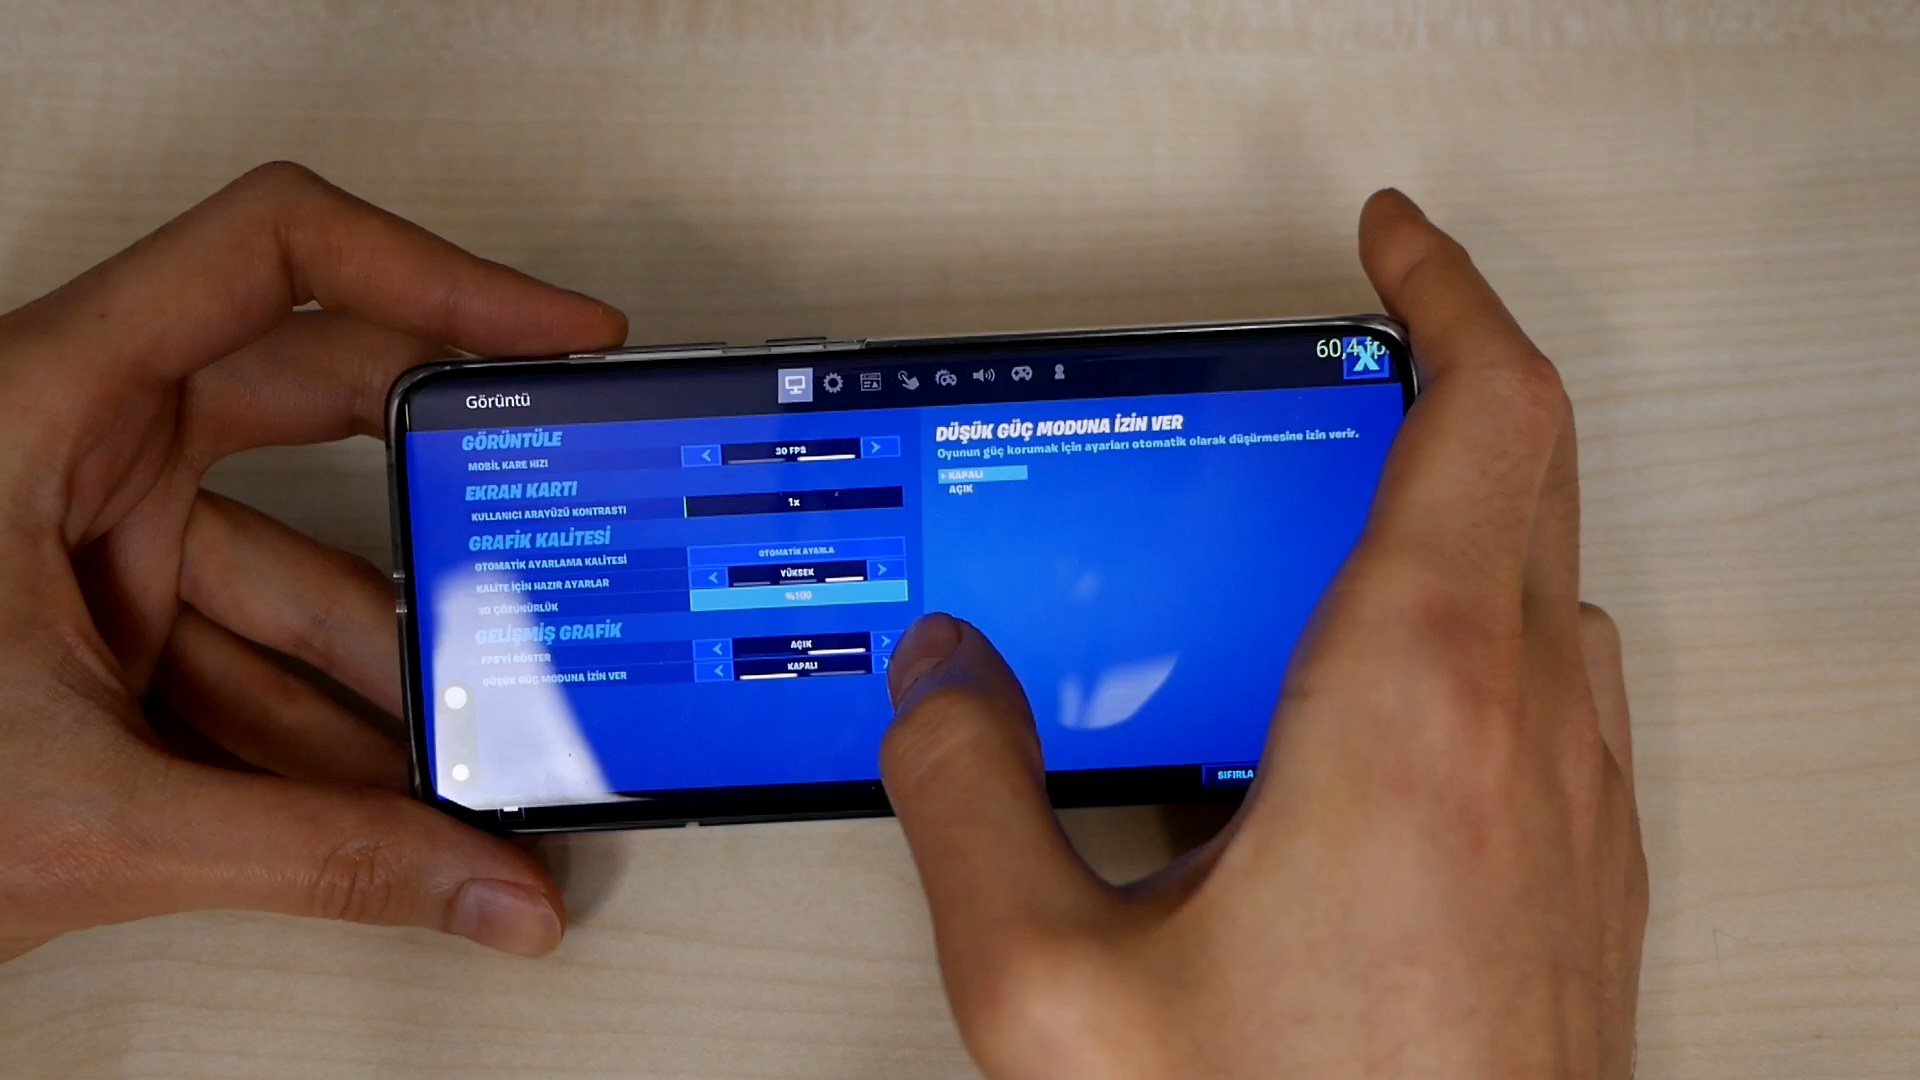 60,4 fp
X
Görüntü
GÖRÜNTÜLE
MOBİL KARE HIZI
30 FPS
EKRAN KARTI
KULLANICI ARAYÜZÜ KONTRASTI
1x
GRAFİK KALİTESİ
OTOMATİK AYARLAMA KALİTESİ
OTOMATİK AYARLA
KALİTE İÇİN HAZIR AYARLAR
YÜKSEK
3D ÇÖZÜNÜRLÜK
%100
GELİŞMİŞ GRAFİK
FPS'Yİ GÖSTER
AÇIK
DÜŞÜK GÜÇ MODUNA İZİN VER
KAPALI
DÜŞÜK GÜÇ MODUNA İZİN VER
Oyunun güç korumak için ayarları otomatik olarak düşürmesine izin verir.
KAPALI
AÇIK
SIFIRLA